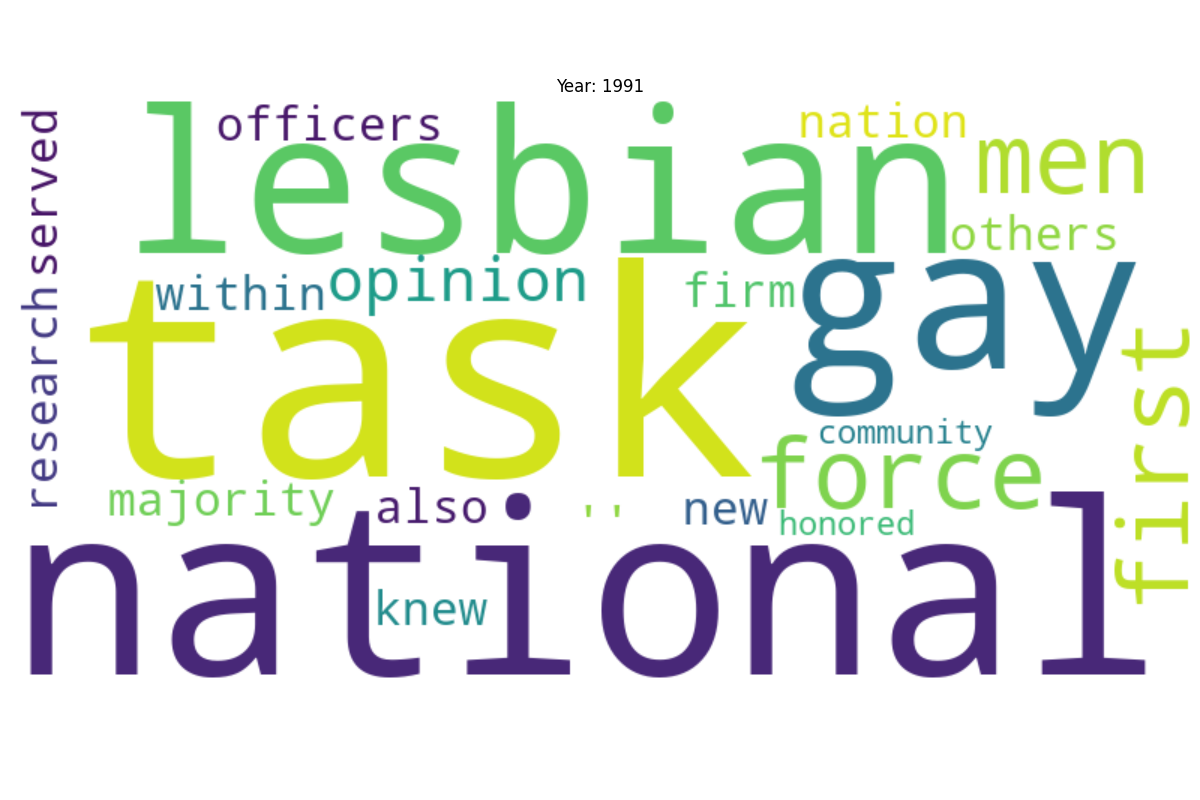 Year: 1991
served
officers
lesbian
nation
men
others
within
opinion
firm
gay
task
research
first
community
force
majority
also
''
new
honored
national
knew